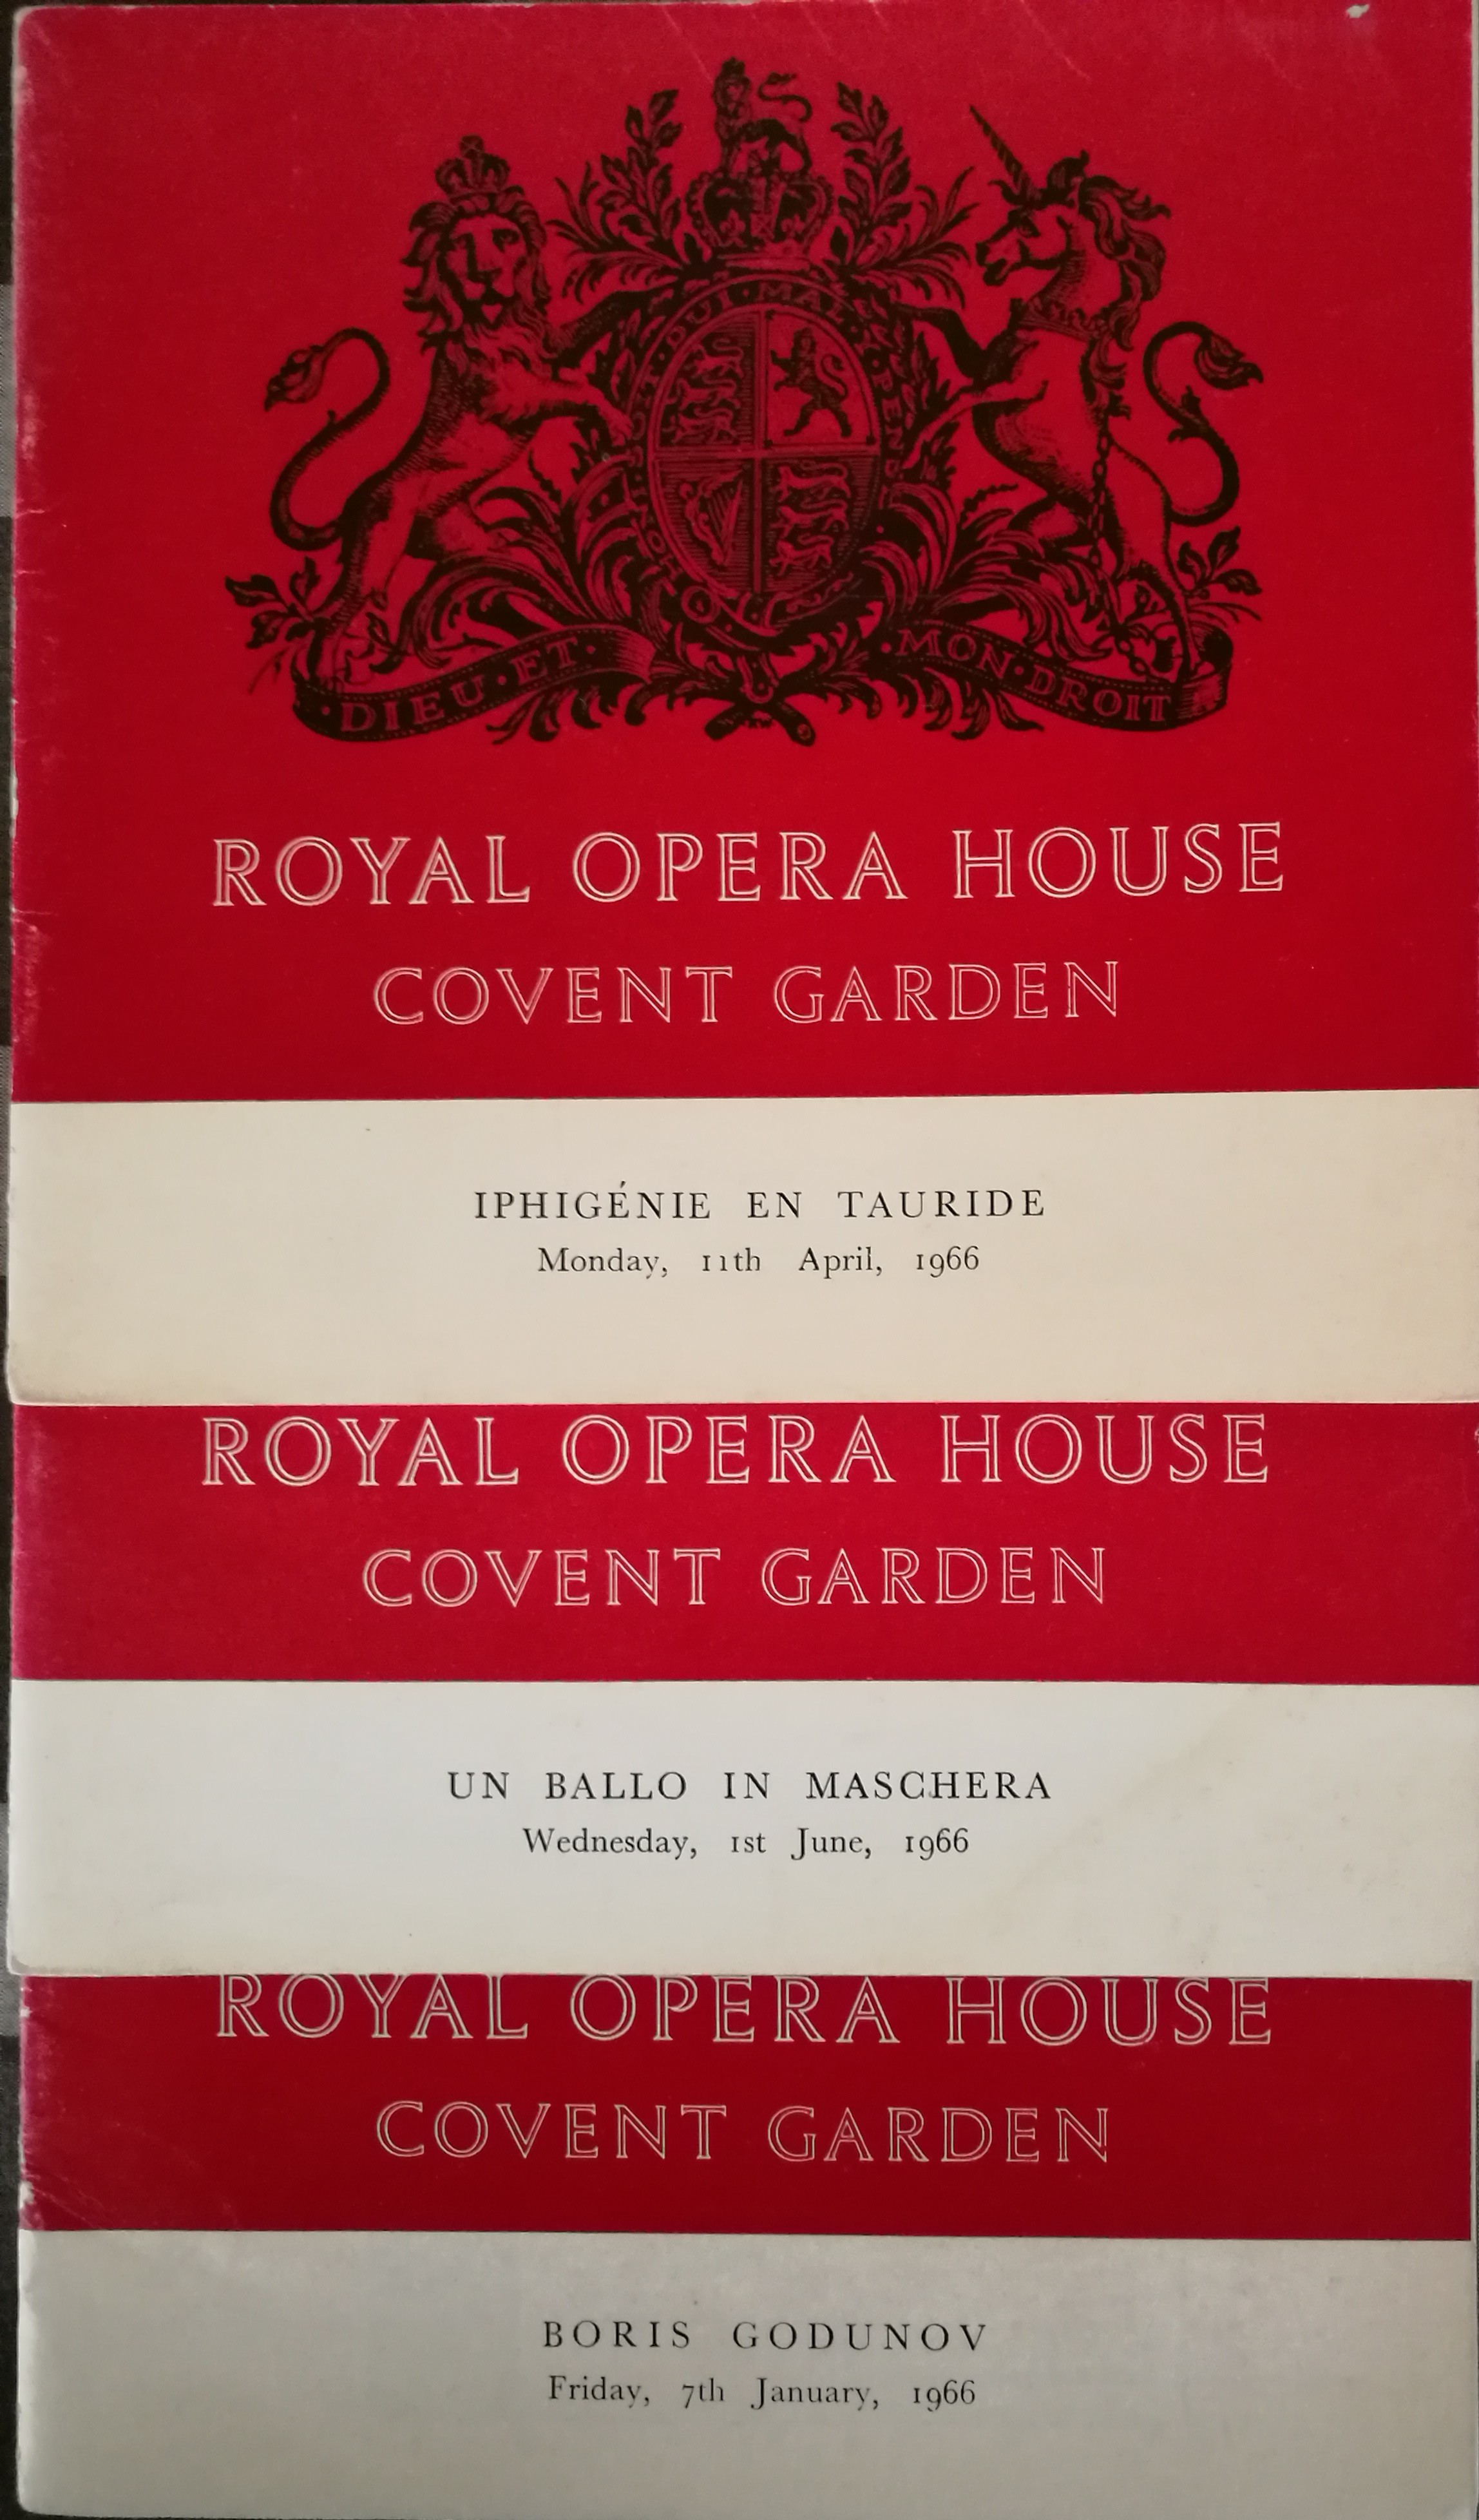 · QUI · MAL ·
DIEU · ET ·
· MON · DROIT
ROYAL OPERA HOUSE
COVENT GARDEN
IPHIGÉNIE EN TAURIDE
Monday, 11th April, 1966
ROYAL OPERA HOUSE
COVENT GARDEN
UN BALLO IN MASCHERA
Wednesday, 1st June, 1966
ROYAL OPERA HOUSE
COVENT GARDEN
BORIS GODUNOV
Friday, 7th January, 1966